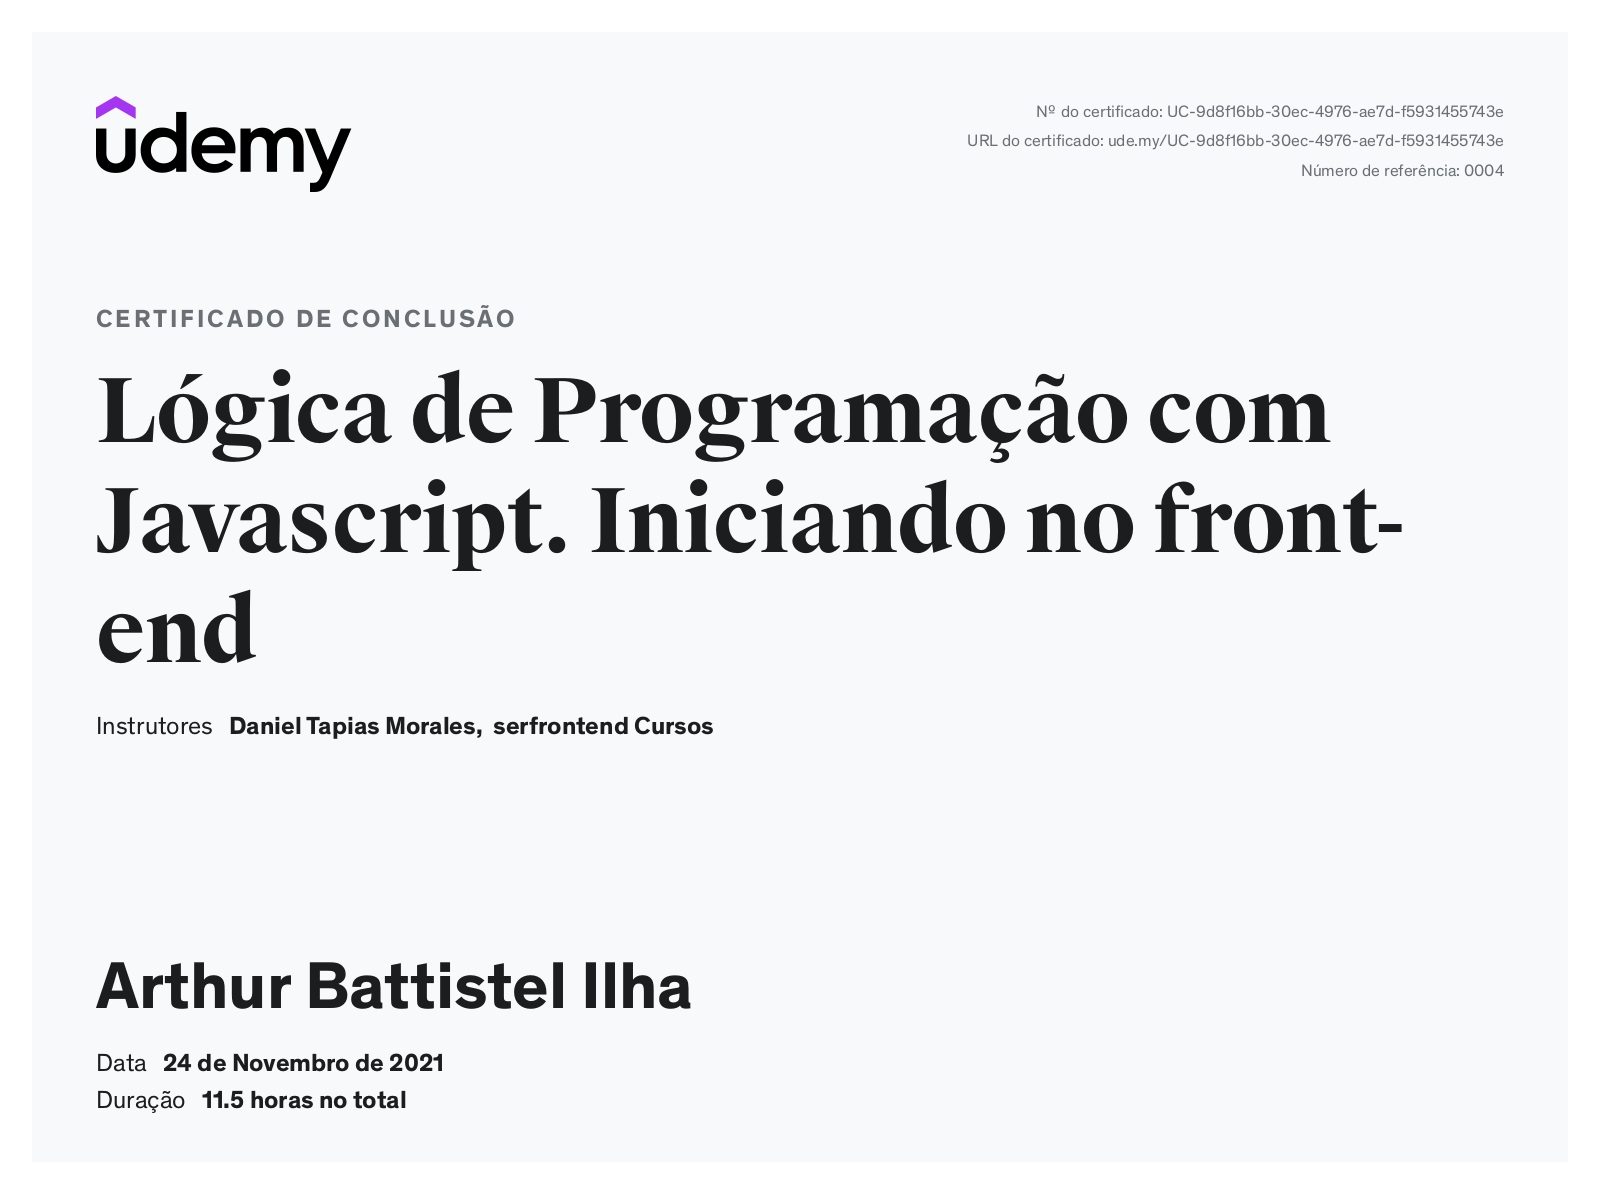 udemy
Nº do certificado: UC-9d8f16bb-30ec-4976-ae7d-f5931455743e
URL do certificado: ude.my/UC-9d8f16bb-30ec-4976-ae7d-f5931455743e
Número de referência: 0004
CERTIFICADO DE CONCLUSÃO
Lógica de Programação com
Javascript. Iniciando no front-
end
Instrutores Daniel Tapias Morales, serfrontend Cursos
Arthur Battistel Ilha
Data 24 de Novembro de 2021
Duração 11.5 horas no total